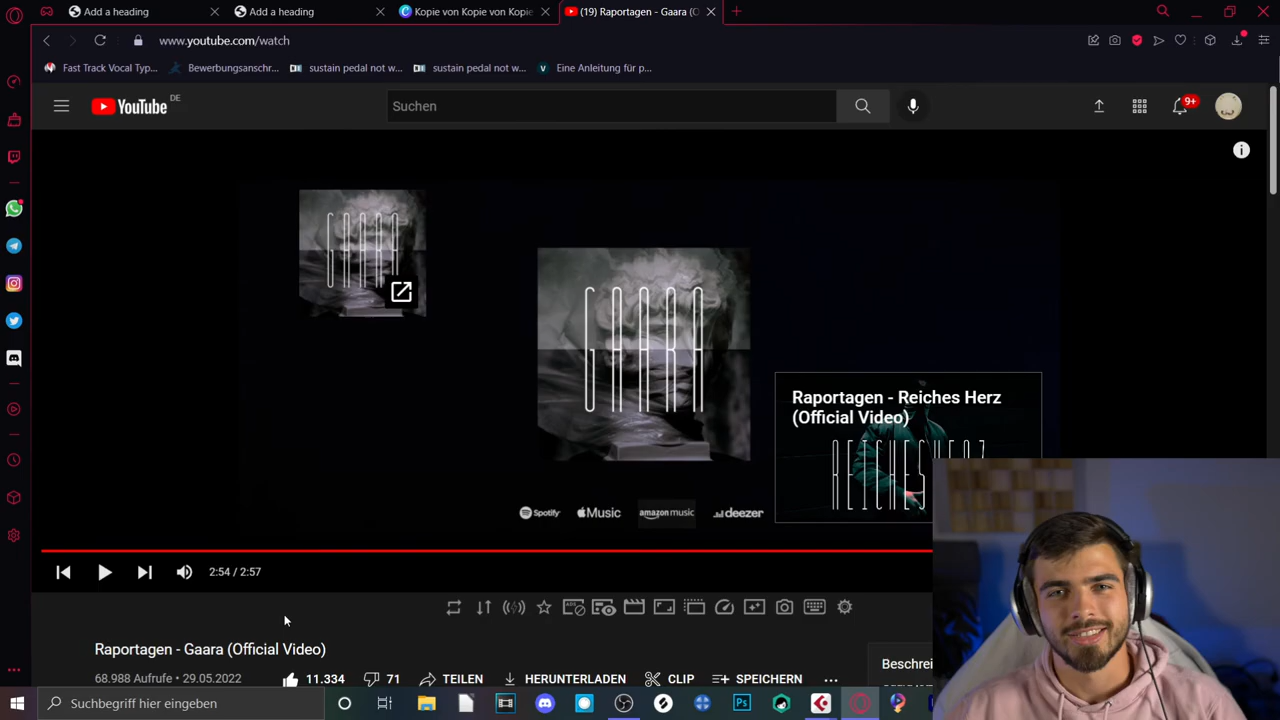 Add a heading
Add a heading
Kopie von Kopie von Kopie
(19) Raportagen - Gaara (O
www.youtube.com/watch
Fast Track Vocal Typ...
Bewerbungsanschr...
sustain pedal not w...
sustain pedal not w...
Eine Anleitung für p...
YouTube DE
Suchen
9+
GAARA
GAARA
Raportagen - Reiches Herz
(Official Video)
REICHES HERZ
Spotify
Music
amazon music
deezer
2:54 / 2:57
Raportagen - Gaara (Official Video)
68.988 Aufrufe • 29.05.2022
11.334
71
TEILEN
HERUNTERLADEN
CLIP
SPEICHERN
Beschrei
Suchbegriff hier eingeben
Ps